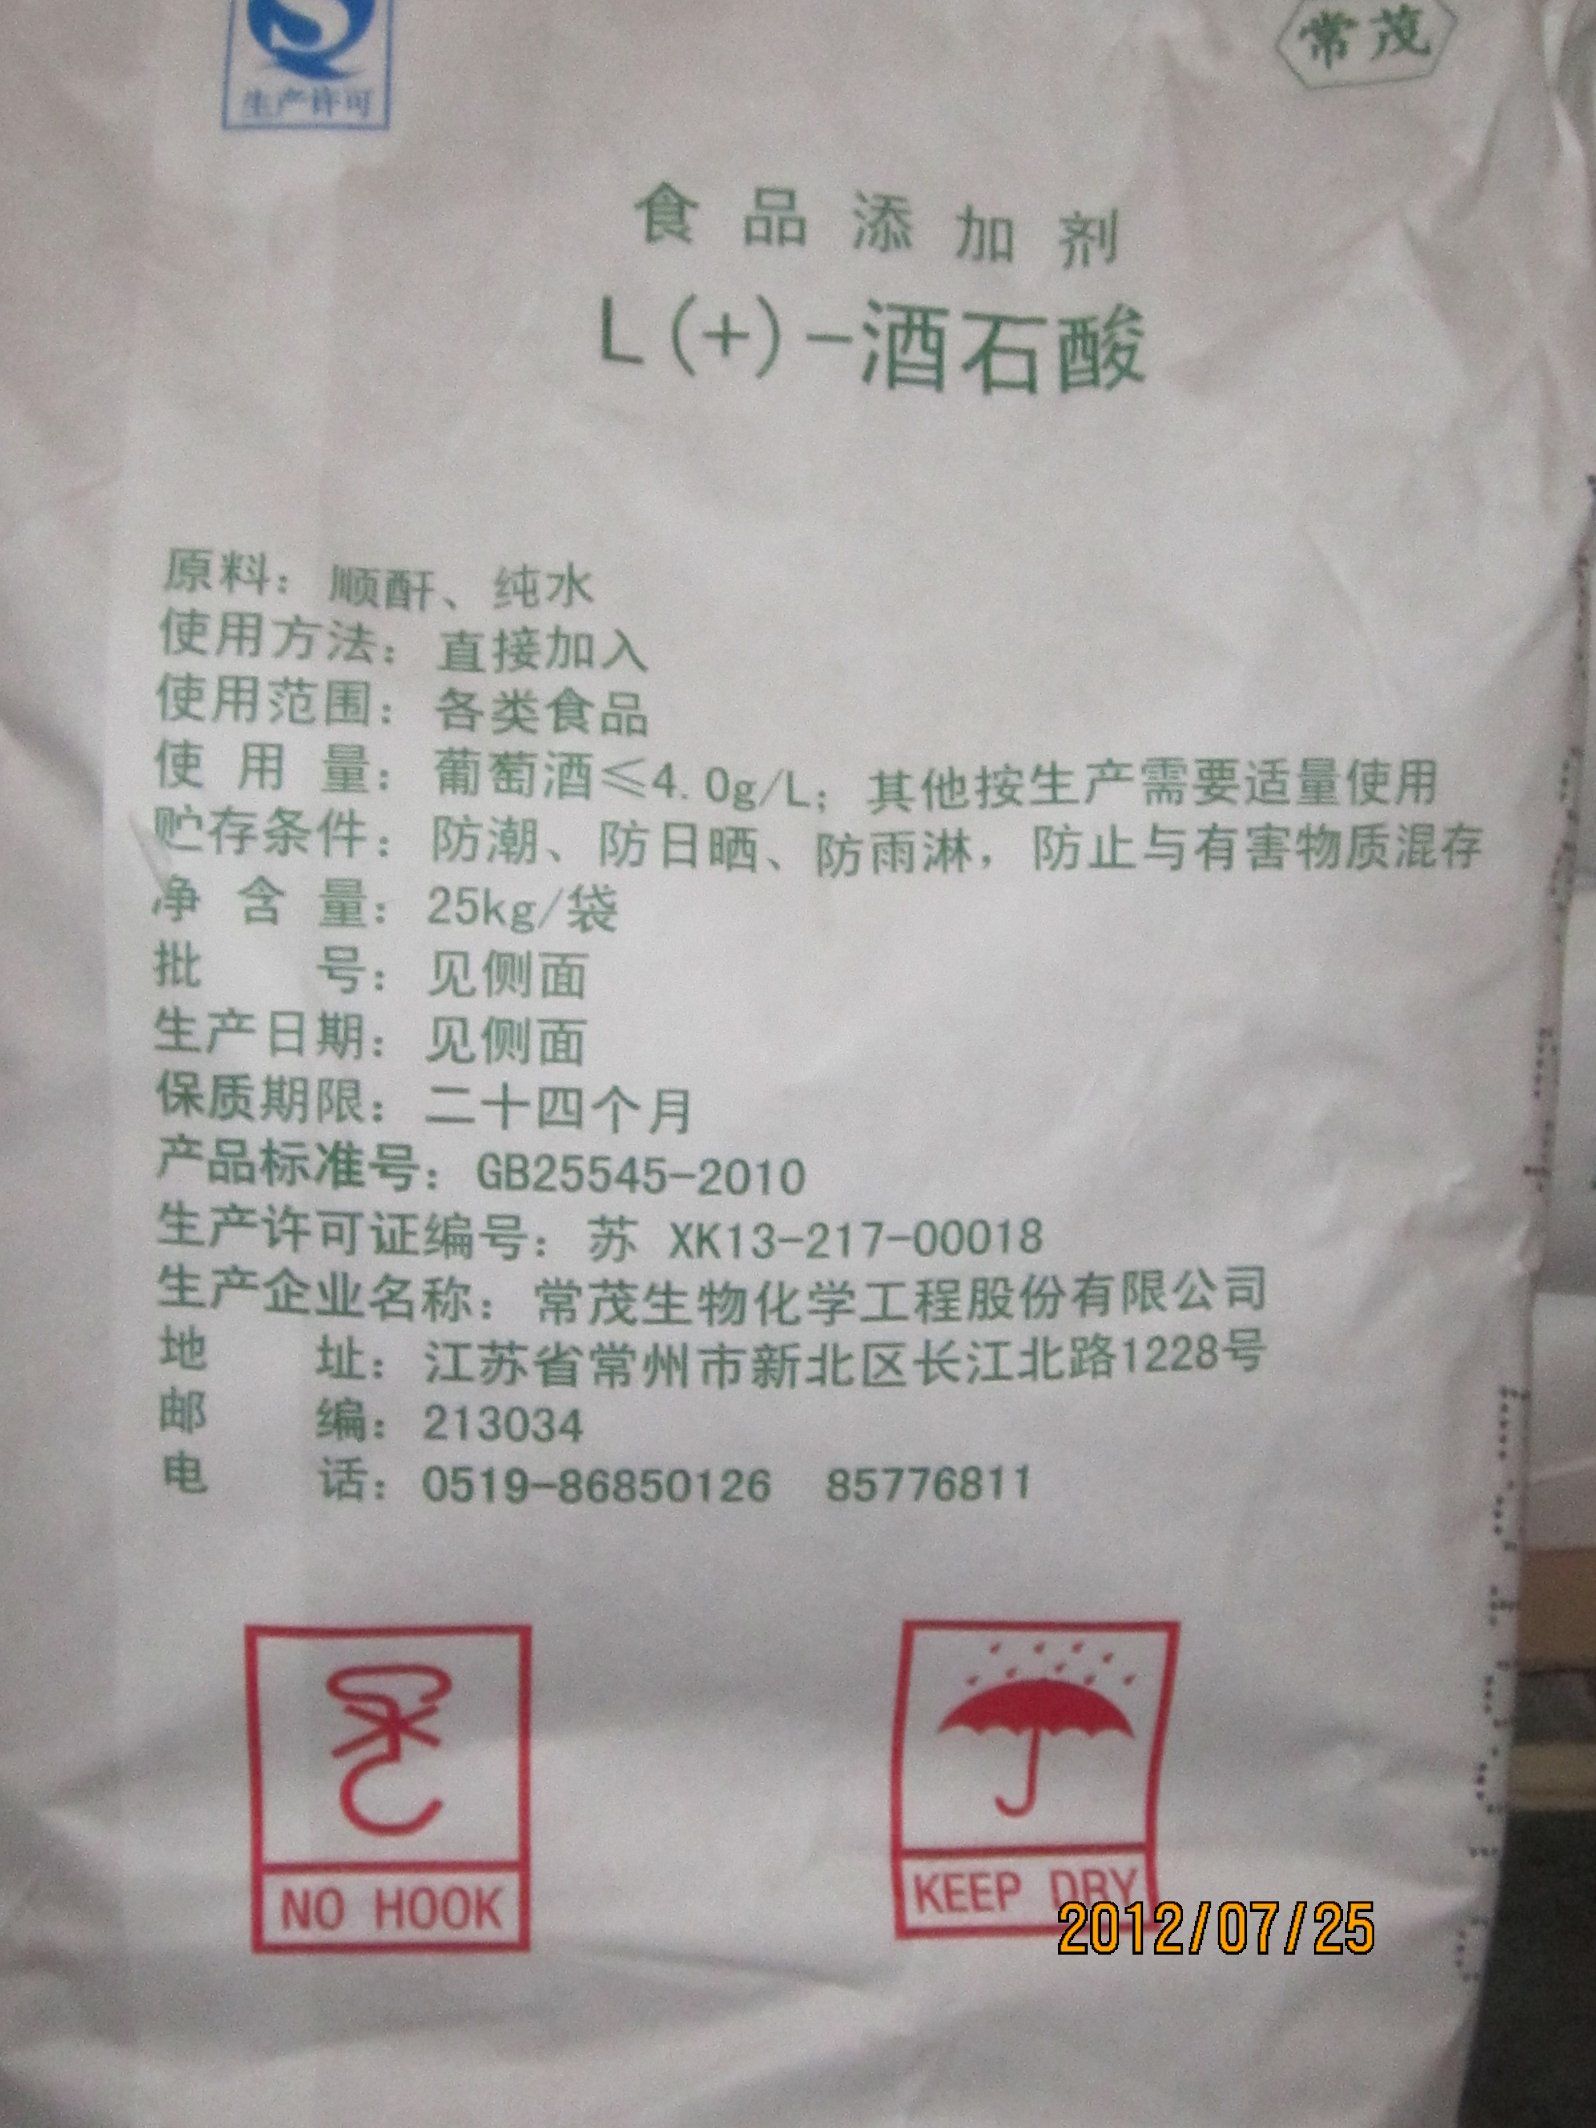 生产许可
常茂
食品添加剂
L(+)-酒石酸
原料：顺酐、纯水
使用方法：直接加入
使用范围：各类食品
使用量：葡萄酒≤4.0g/L；其他按生产需要适量使用
贮存条件：防潮、防日晒、防雨淋，防止与有害物质混存
净含量：25kg/袋
批号：见侧面
生产日期：见侧面
保质期限：二十四个月
产品标准号：GB25545-2010
生产许可证编号：苏 XK13-217-00018
生产企业名称：常茂生物化学工程股份有限公司
地址：江苏省常州市新北区长江北路1228号
邮编：213034
电话：0519-86850126 85776811
NO HOOK
KEEP DRY
2012/07/25